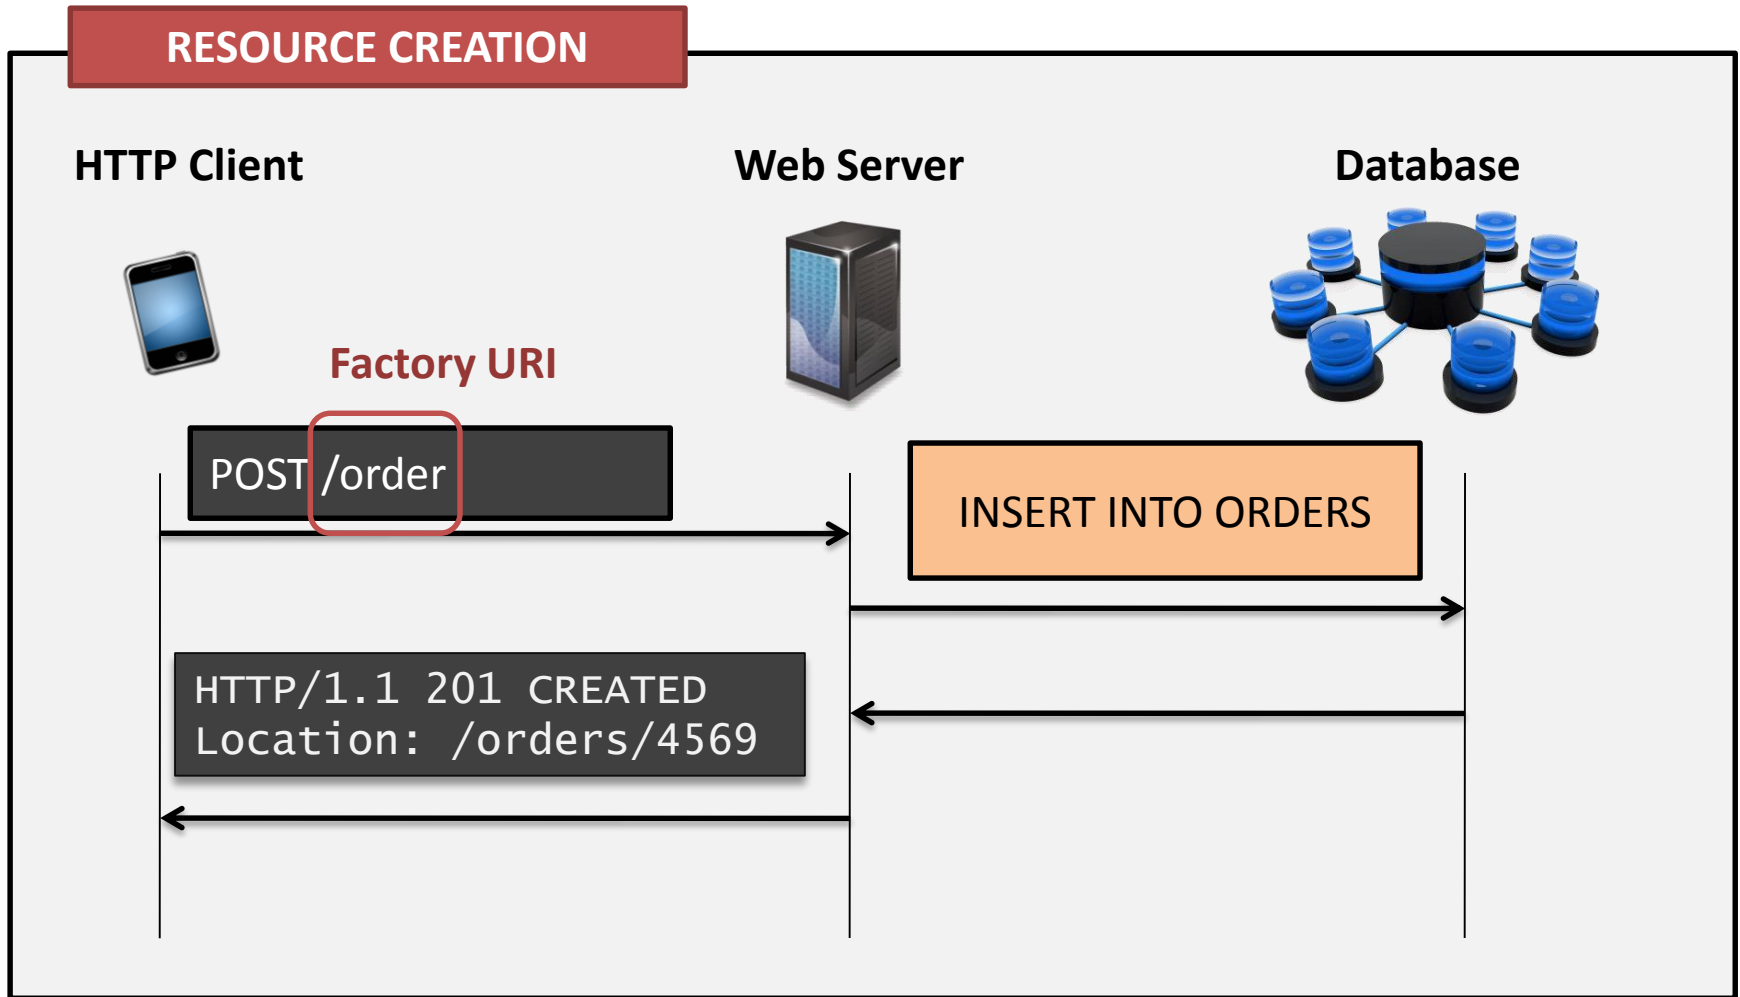 RESOURCE CREATION
HTTP Client
Web Server
Database
Factory URI
POST /order
INSERT INTO ORDERS
HTTP/1.1 201 CREATED
Location: /orders/4569